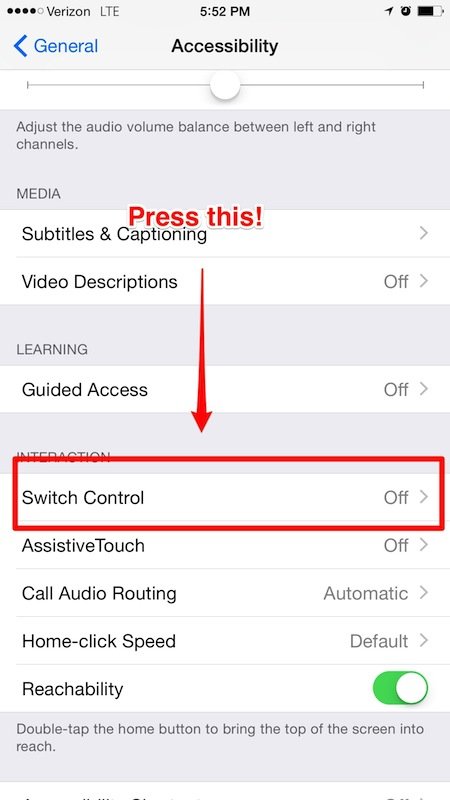 Verizon LTE 5:52 PM
General Accessibility
Adjust the audio volume balance between left and right
channels.
MEDIA
Press this!
Subtitles & Captioning
Video Descriptions Off
LEARNING
Guided Access Off
INTERACTION
Switch Control Off
AssistiveTouch Off
Call Audio Routing Automatic
Home-click Speed Default
Reachability
Double-tap the home button to bring the top of the screen into
reach.